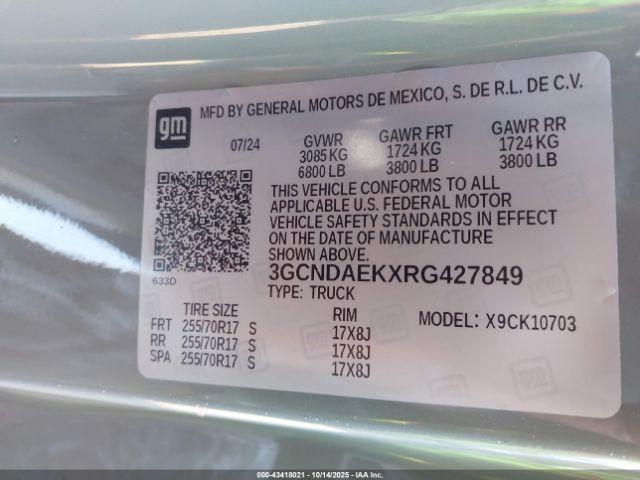 gm
MFD BY GENERAL MOTORS DE MEXICO, S. DE R.L. DE C.V.
07/24 GVWR GAWR FRT GAWR RR
3085 KG 1724 KG 1724 KG
6800 LB 3800 LB 3800 LB
THIS VEHICLE CONFORMS TO ALL
APPLICABLE U.S. FEDERAL MOTOR
VEHICLE SAFETY STANDARDS IN EFFECT
ON THE DATE OF MANUFACTURE
SHOWN ABOVE.
633D
3GCNDAEKXRG427849
TYPE: TRUCK
TIRE SIZE RIM MODEL: X9CK10703
FRT 255/70R17 S 17X8J
RR 255/70R17 S 17X8J
SPA 255/70R17 S 17X8J
000-43418021 | 10/14/2025 | IAA Inc.